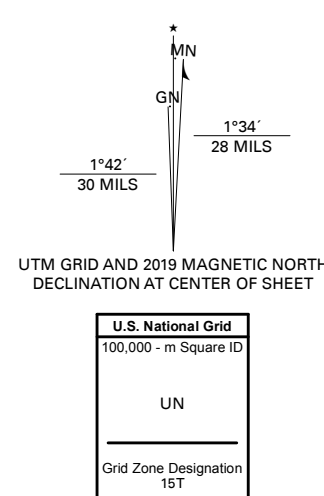 ★
MN
GN
1°34´
28 MILS
1°42´
30 MILS
UTM GRID AND 2019 MAGNETIC NORTH
DECLINATION AT CENTER OF SHEET
U.S. National Grid
100,000 - m Square ID
UN
Grid Zone Designation
15T